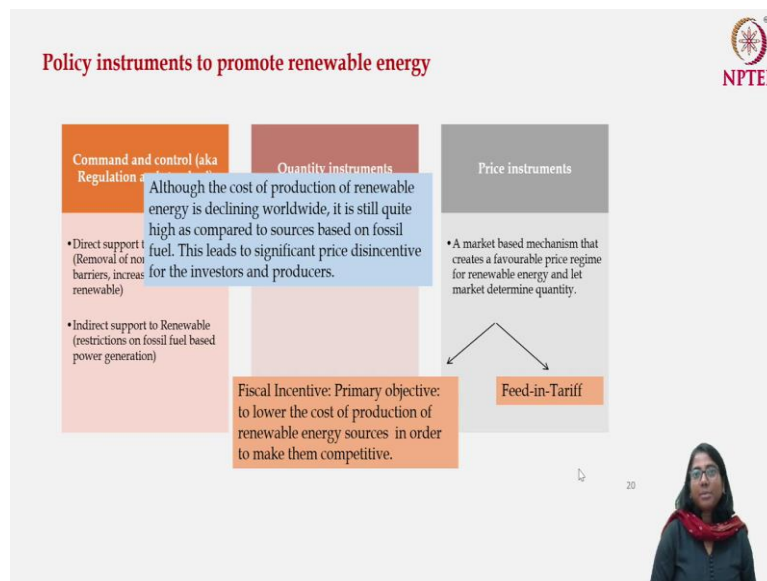 Policy instruments to promote renewable energy
NPTEL
Command and control (aka
Regulation
Quantity instruments
Price instruments
Although the cost of production of renewable
energy is declining worldwide, it is still quite
high as compared to sources based on fossil
fuel. This leads to significant price disincentive
for the investors and producers.
•Direct support
(Removal of
barriers,
renewable)
•Indirect support to Renewable
(restrictions on fossil fuel based
power generation)
•A market based mechanism that
creates a favourable price regime
for renewable energy and let
market determine quantity.
Fiscal Incentive: Primary objective:
to lower the cost of production of
renewable energy sources in order
to make them competitive.
Feed-in-Tariff
20